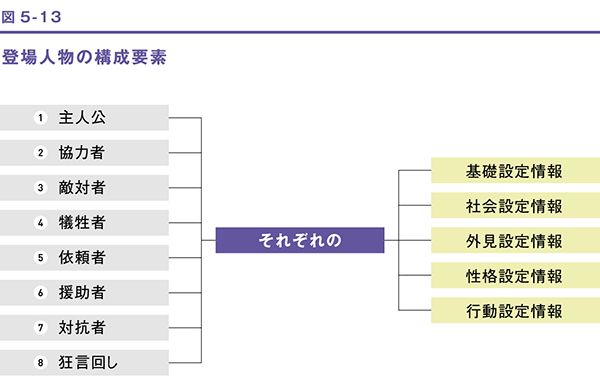 図 5-13
登場人物の構成要素
1 主人公
2 協力者
3 敵対者
4 犠牲者
5 依頼者
6 援助者
7 対抗者
8 狂言回し
それぞれの
基礎設定情報
社会設定情報
外見設定情報
性格設定情報
行動設定情報